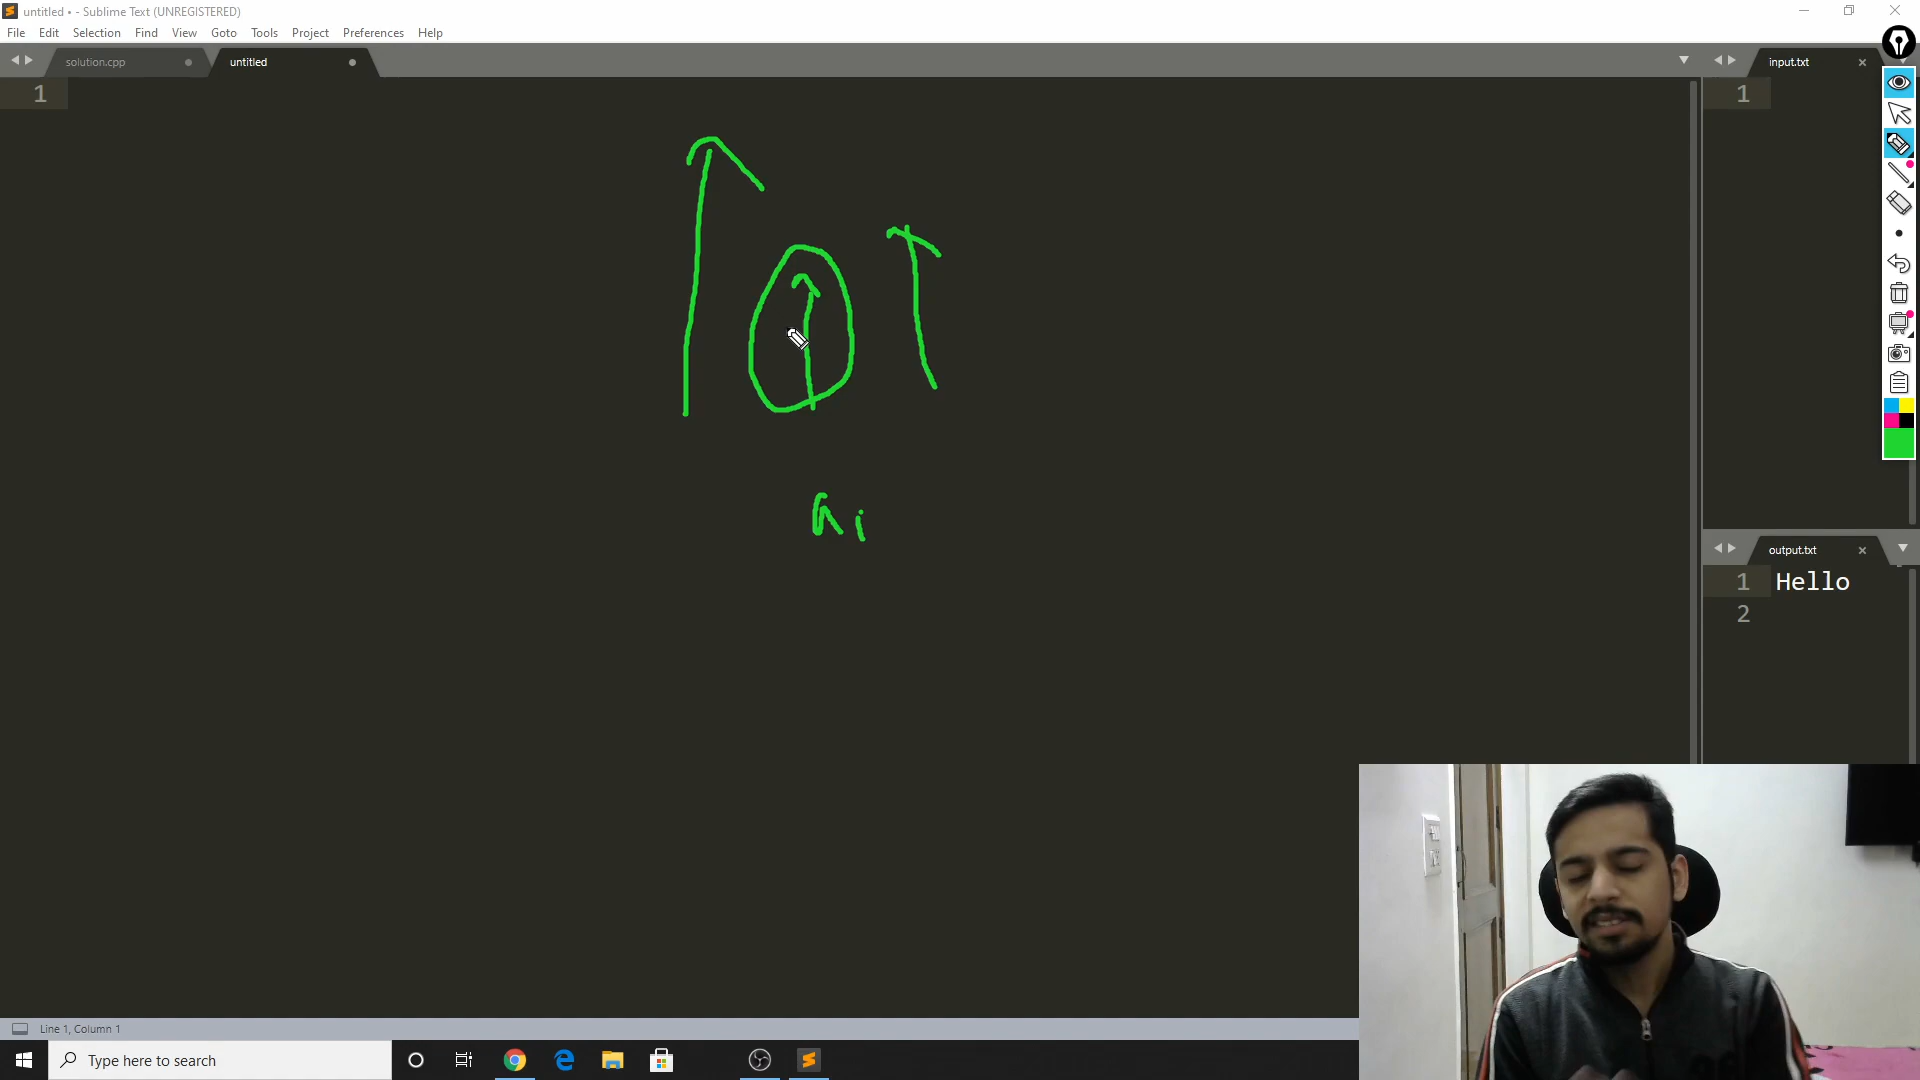 untitled • - Sublime Text (UNREGISTERED)
File Edit Selection Find View Goto Tools Project Preferences Help
solution.cpp untitled input.txt
1 1
ai
output.txt
1 Hello
2
Line 1, Column 1
Type here to search